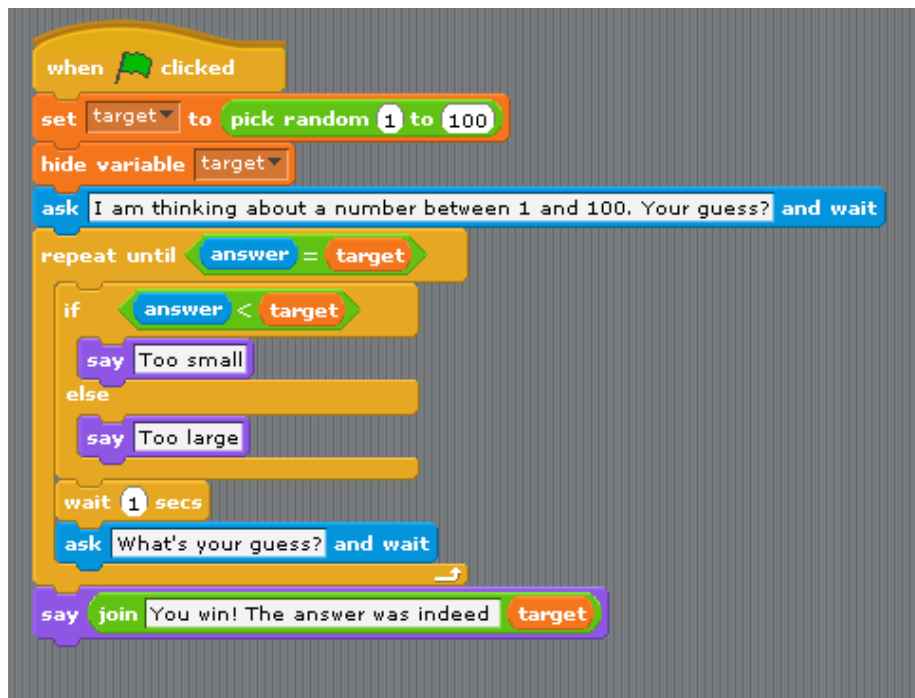 when clicked
set target to pick random 1 to 100
hide variable target
ask I am thinking about a number between 1 and 100. Your guess? and wait
repeat until answer = target
if answer < target
say Too small
else
say Too large
wait 1 secs
ask What's your guess? and wait
say join You win! The answer was indeed target